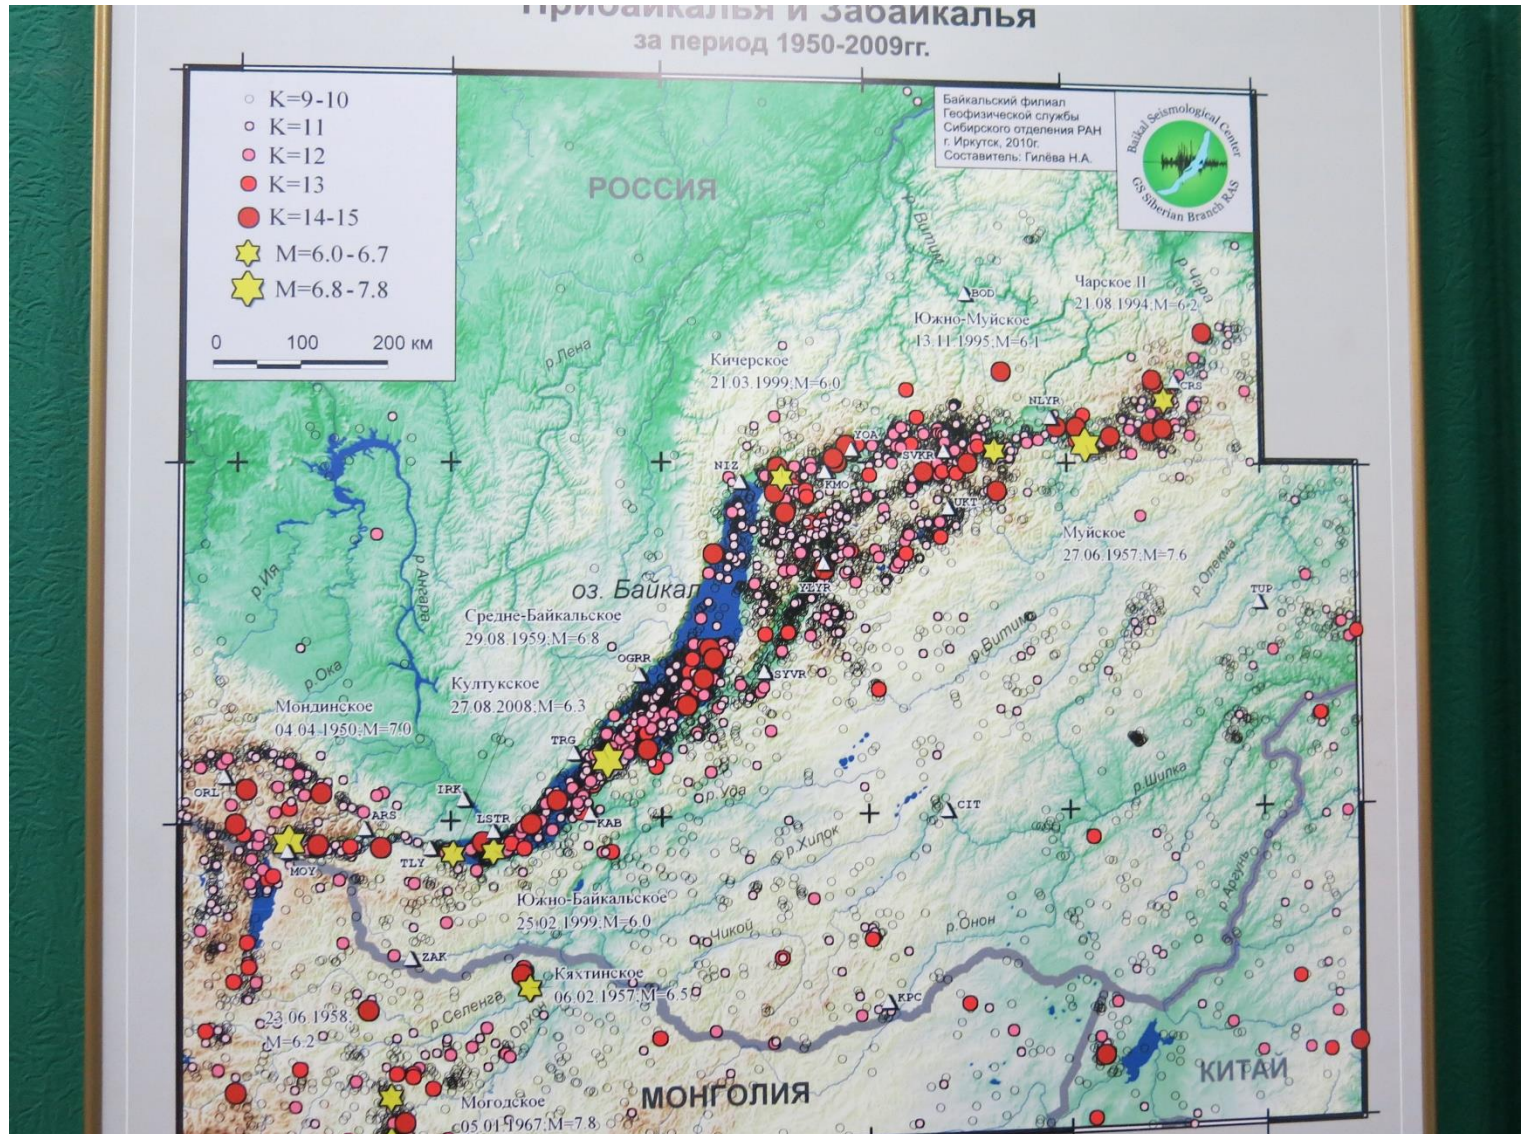 Прибайкалья и Забайкалья
за период 1950-2009гг.
K=9-10
K=11
K=12
K=13
K=14-15
M=6.0-6.7
M=6.8-7.8
0 100 200 км
Байкальский филиал
Геофизической службы
Сибирского отделения РАН
г. Иркутск, 2010г.
Составитель: Гилёва Н.А.
Baikal Seismological Center
GS Siberian Branch RAS
РОССИЯ
р. Витим
р. Чара
BOD
Чарское II
21.08.1994,M=6.2
Южно-Муйское
13.11.1995,M=6.1
р.Лена
Кичерское
21.03.1999,M=6.0
CRS
NLYR
YOA
SVKR
NIZ
KMO
UKT
Муйское
27.06.1957,M=7.6
р.Ия
р. Ангара
оз. Байкал
YLYR
р.Олекма
TUP
Средне-Байкальское
29.08.1959,M=6.8
р.Витим
OGRR
SYVR
р.Ока
Култукское
27.08.2008,M=6.3
Мондинское
04.04.1950,M=7.0
TRG
ORL
IRK
р.Уда
р.Шилка
ARS
LSTR
KAB
CIT
TLY
MOY
р.Хилок
р.Аргунь
Южно-Байкальское
25.02.1999,M=6.0
р.Чикой
р.Онон
ZAK
Кяхтинское
06.02.1957,M=6.5
KPC
р.Селенга
Орхон
23.06.1958
M=6.2
КИТАЙ
МОНГОЛИЯ
Могодское
05.01.1967,M=7.8